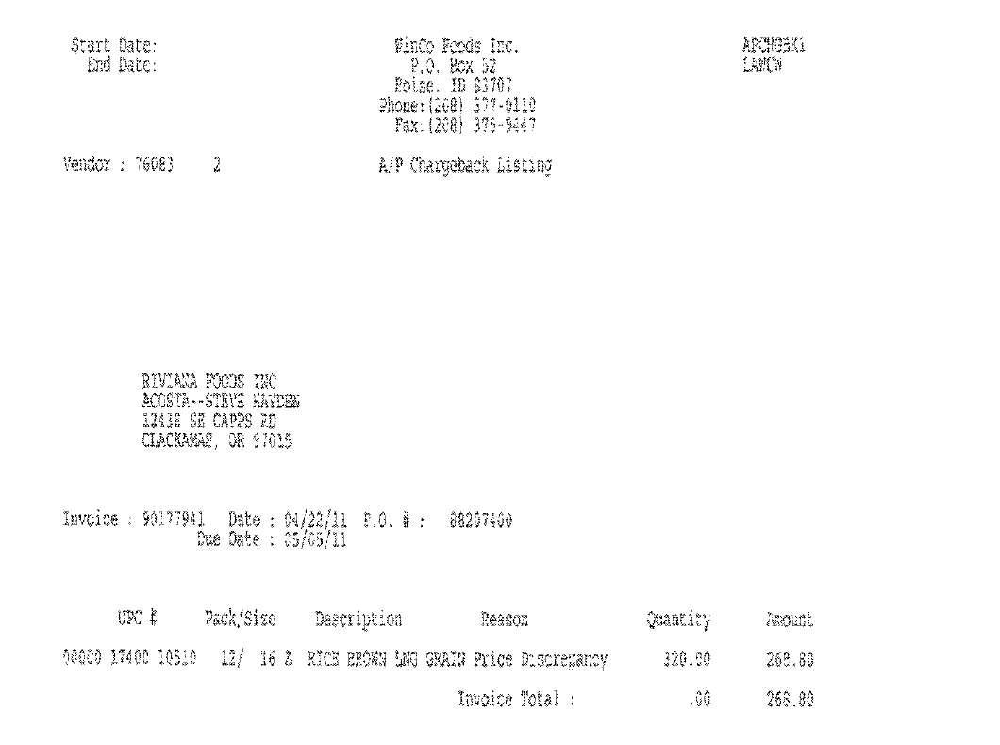 Start Date: WinCo Foods Inc. APCHGBK1
End Date: P.O. Box 52 LANCW
Boise, ID 83707
Phone:(208) 377-0110
Fax:(208) 375-9447
Vendor : 76083 2 A/P Chargeback Listing
RIVIANA FOODS INC
ACOSTA--STEVE HAYDEN
SE CAPPS RD
CLACKAMAS, OR 97015
Invoice : 90177941 Date : 04/22/11 P.O. # : 88207400
Due Date : 05/05/11
UPC # Pack/Size Description Reason Quantity Amount
00000 17400 10510 12/ 16 Z RICE BROWN LNG GRAIN Price Discrepancy 320.00 268.80
Invoice Total : .00 268.80